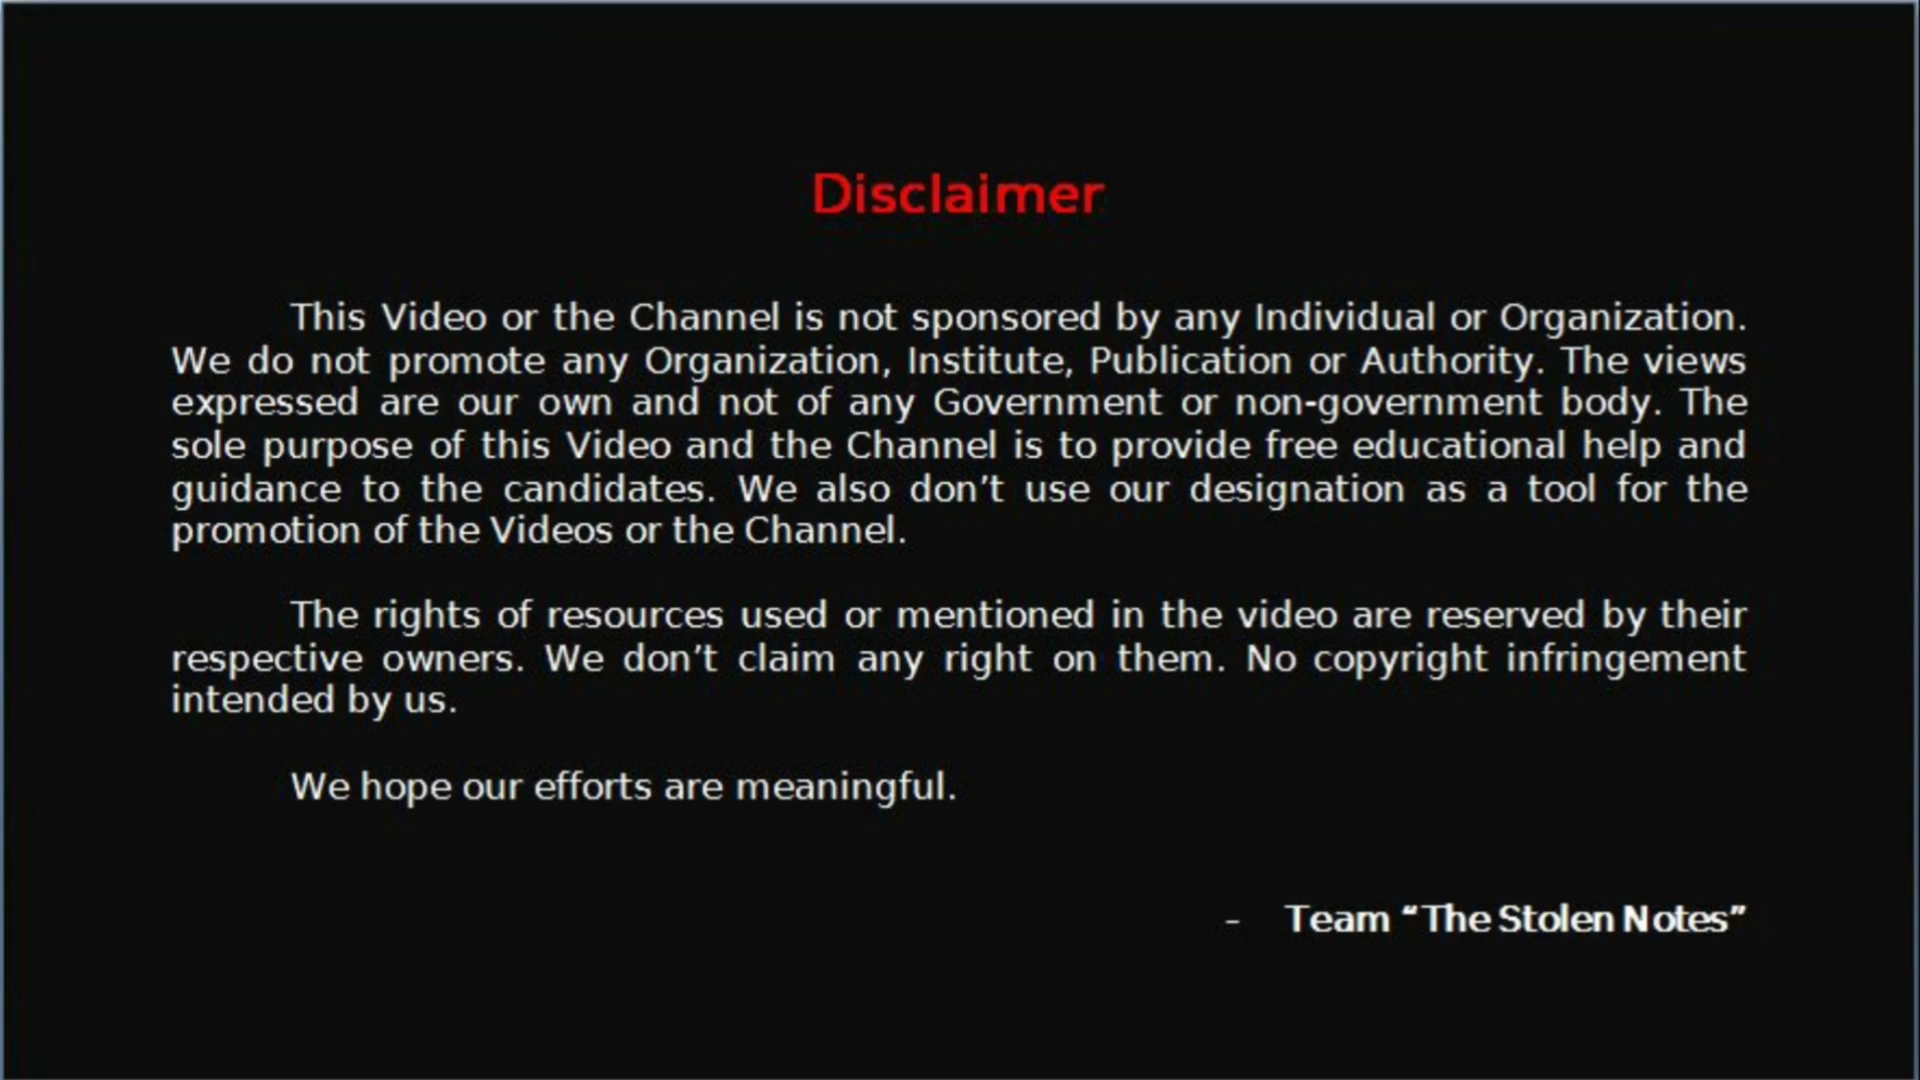 Disclaimer
This Video or the Channel is not sponsored by any Individual or Organization.
We do not promote any Organization, Institute, Publication or Authority. The views
expressed are our own and not of any Government or non-government body. The
sole purpose of this Video and the Channel is to provide free educational help and
guidance to the candidates. We also don’t use our designation as a tool for the
promotion of the Videos or the Channel.
The rights of resources used or mentioned in the video are reserved by their
respective owners. We don’t claim any right on them. No copyright infringement
intended by us.
We hope our efforts are meaningful.
- Team “The Stolen Notes”